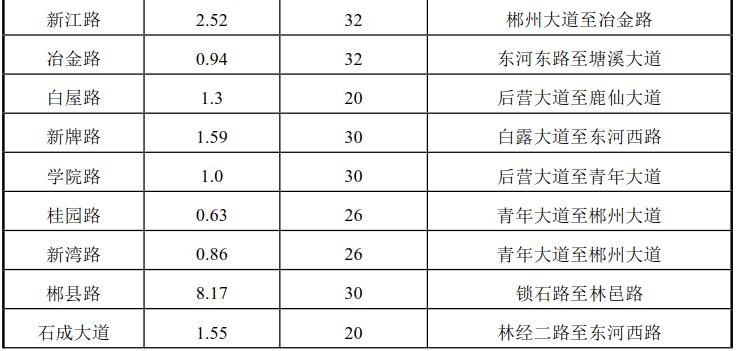 新江路 2.52 32 郴州大道至冶金路
冶金路 0.94 32 东河东路至塘溪大道
白屋路 1.3 20 后营大道至鹿仙大道
新牌路 1.59 30 白露大道至东河西路
学院路 1.0 30 后营大道至青年大道
桂园路 0.63 26 青年大道至郴州大道
新湾路 0.86 26 青年大道至郴州大道
郴县路 8.17 30 锁石路至林邑路
石成大道 1.55 20 林经二路至东河西路